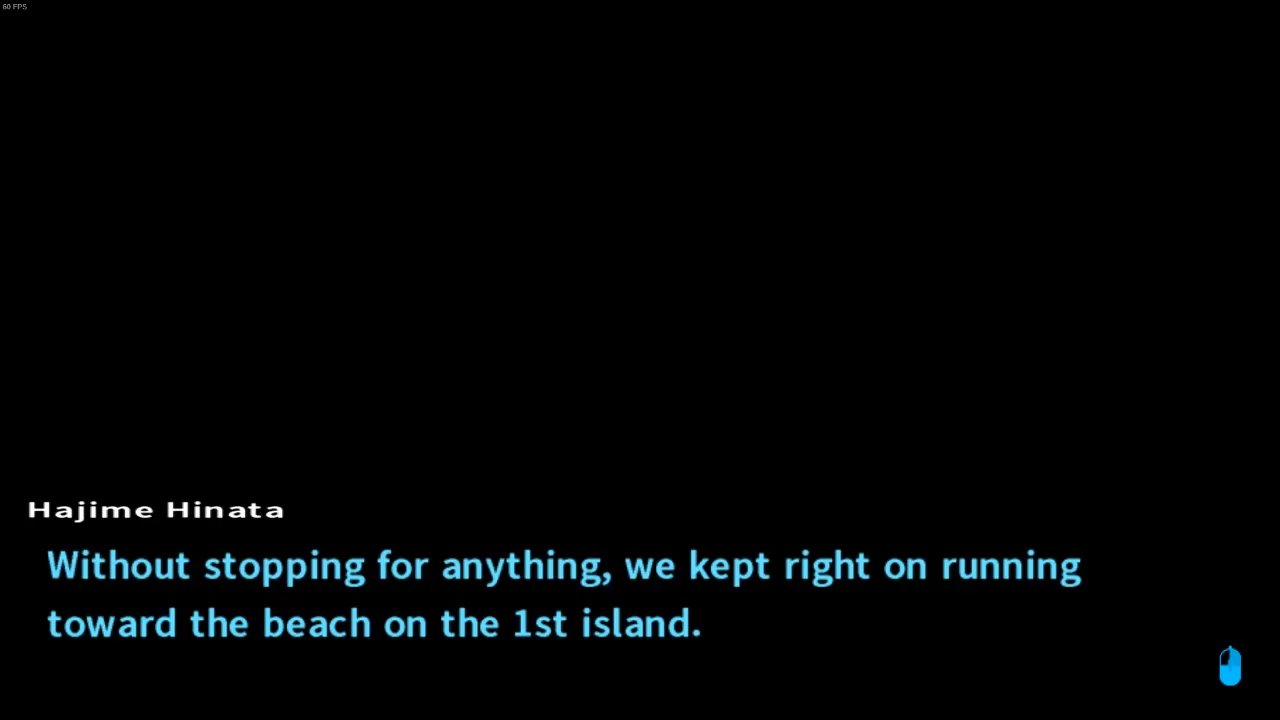 60 FPS
Hajime Hinata
Without stopping for anything, we kept right on running
toward the beach on the 1st island.